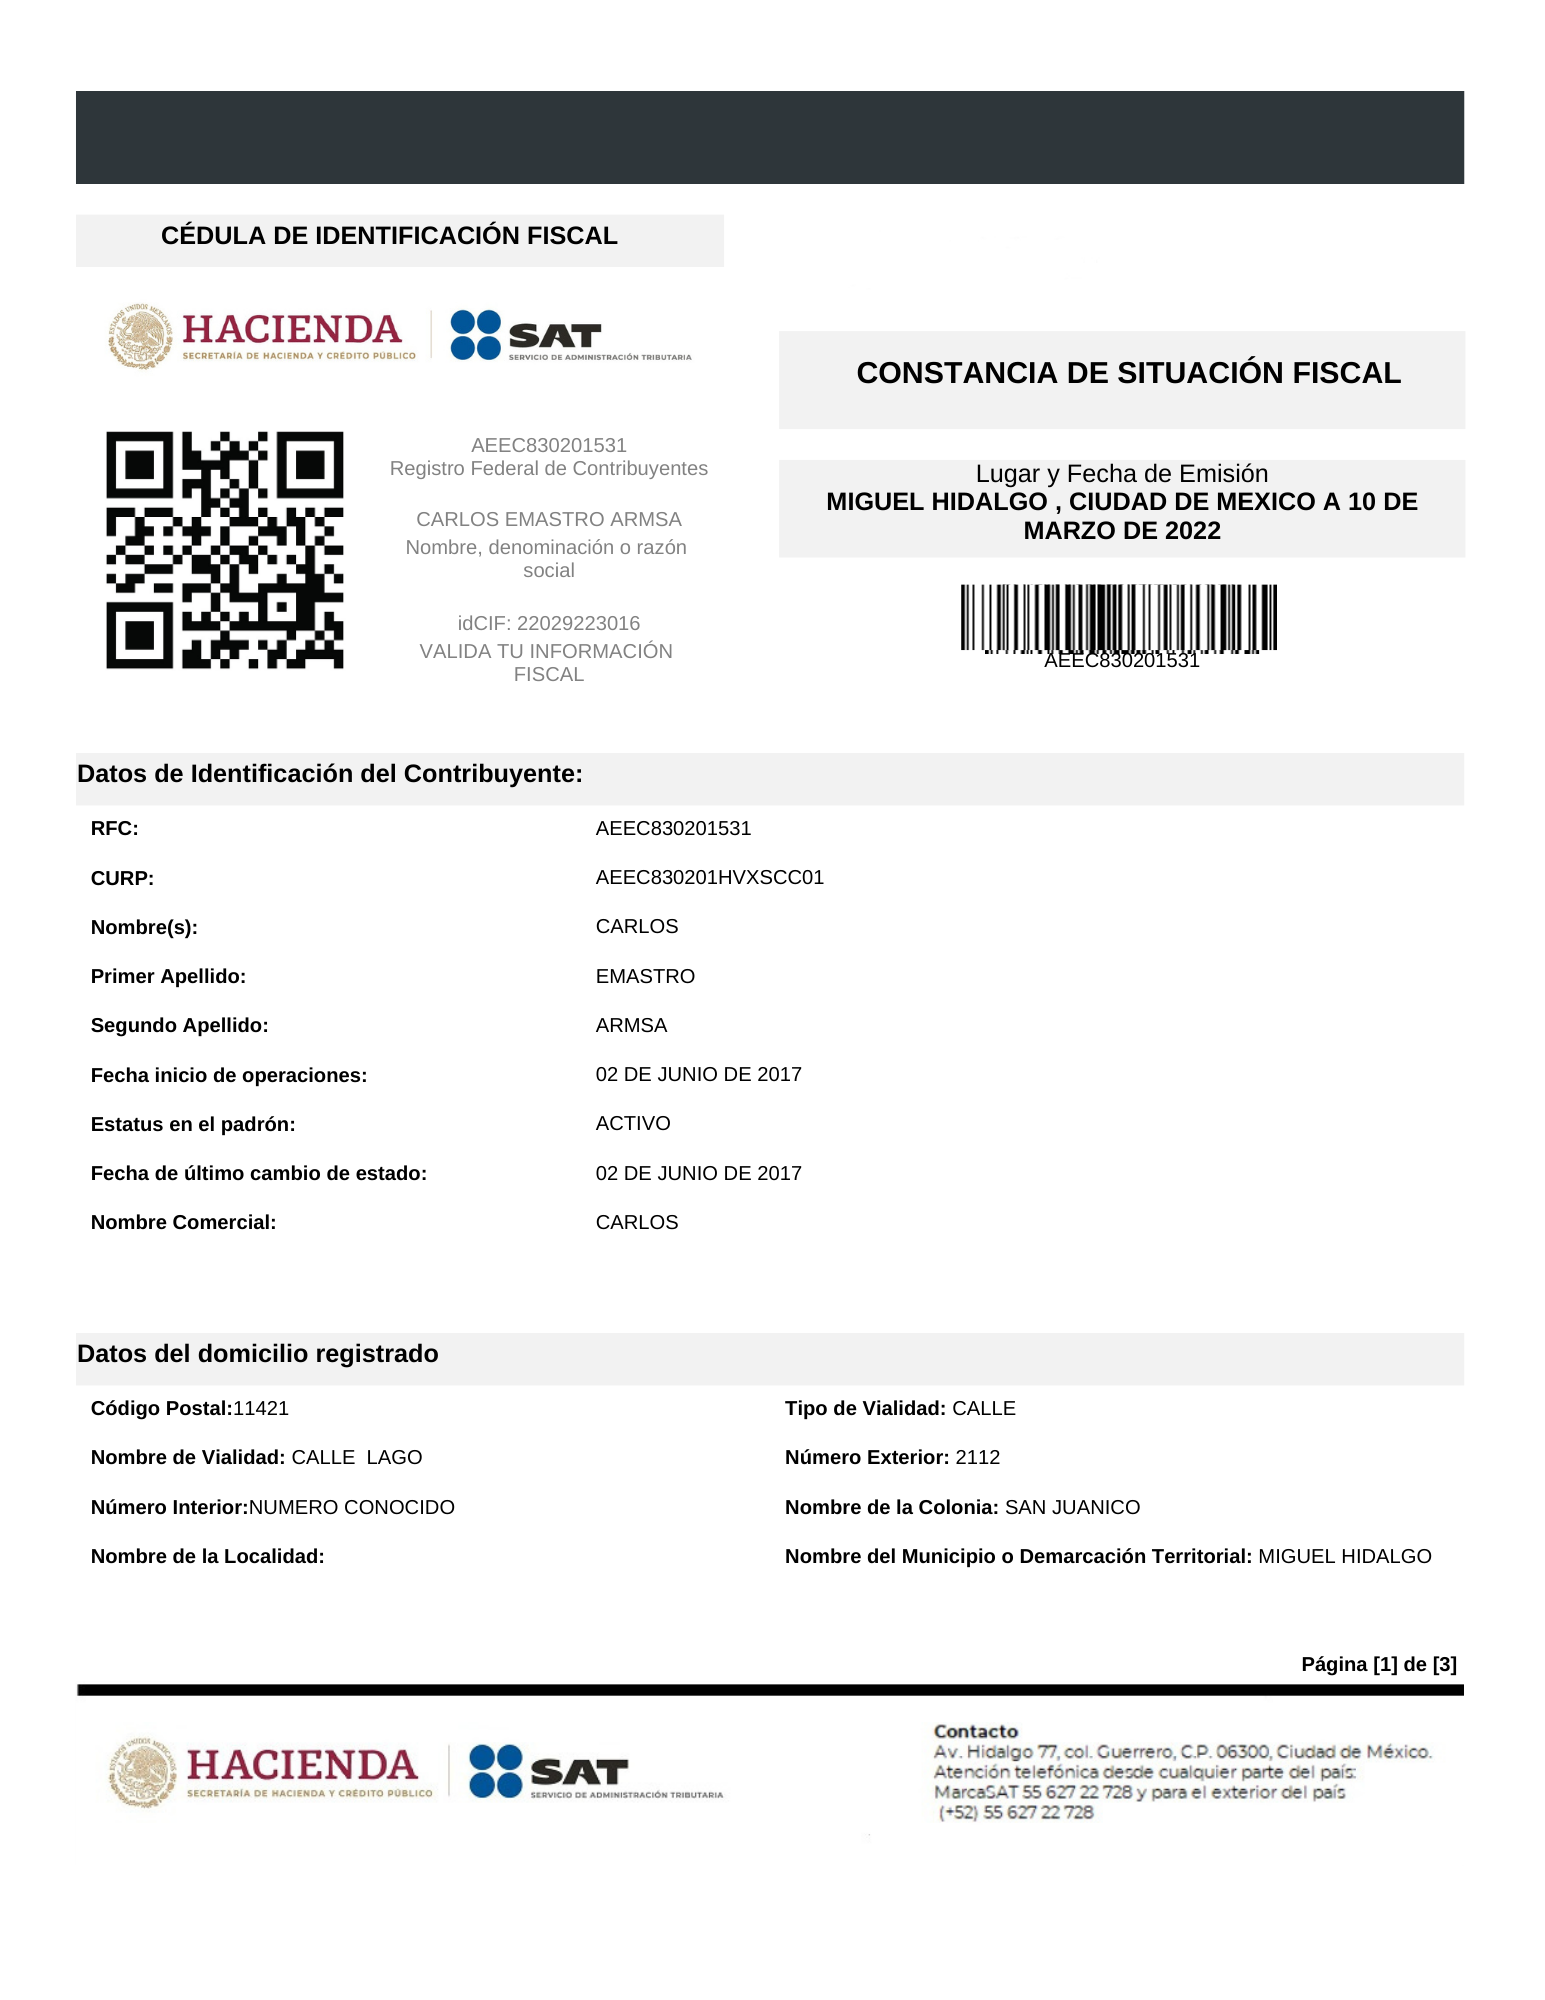 CÉDULA DE IDENTIFICACIÓN FISCAL
HACIENDA
SECRETARÍA DE HACIENDA Y CRÉDITO PÚBLICO
SAT
SERVICIO DE ADMINISTRACIÓN TRIBUTARIA
AEEC830201531
Registro Federal de Contribuyentes
CARLOS EMASTRO ARMSA
Nombre, denominación o razón
social
idCIF: 22029223016
VALIDA TU INFORMACIÓN
FISCAL
CONSTANCIA DE SITUACIÓN FISCAL
Lugar y Fecha de Emisión
MIGUEL HIDALGO , CIUDAD DE MEXICO A 10 DE
MARZO DE 2022
AEEC830201531
Datos de Identificación del Contribuyente:
RFC: AEEC830201531
CURP: AEEC830201HVXSCC01
Nombre(s): CARLOS
Primer Apellido: EMASTRO
Segundo Apellido: ARMSA
Fecha inicio de operaciones: 02 DE JUNIO DE 2017
Estatus en el padrón: ACTIVO
Fecha de último cambio de estado: 02 DE JUNIO DE 2017
Nombre Comercial: CARLOS
Datos del domicilio registrado
Código Postal:11421 Tipo de Vialidad: CALLE
Nombre de Vialidad: CALLE  LAGO Número Exterior: 2112
Número Interior:NUMERO CONOCIDO Nombre de la Colonia: SAN JUANICO
Nombre de la Localidad: Nombre del Municipio o Demarcación Territorial: MIGUEL HIDALGO
Página [1] de [3]
HACIENDA
SECRETARÍA DE HACIENDA Y CRÉDITO PÚBLICO
SAT
SERVICIO DE ADMINISTRACIÓN TRIBUTARIA
Contacto
Av. Hidalgo 77, col. Guerrero, C.P. 06300, Ciudad de México.
Atención telefónica desde cualquier parte del país:
MarcaSAT 55 627 22 728 y para el exterior del país
(+52) 55 627 22 728